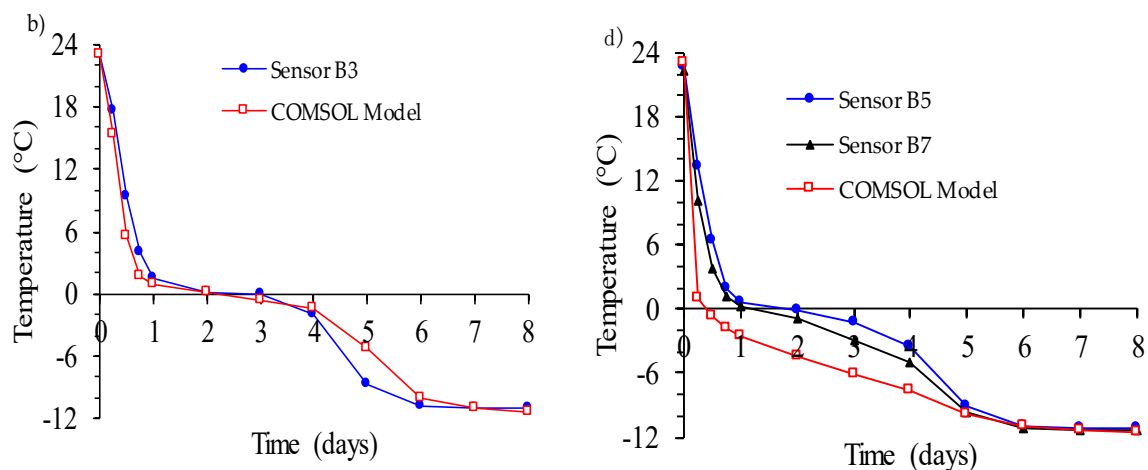 b)
24
18
12
6
0
-6
-12
Temperature (°C)
0 1 2 3 4 5 6 7 8
Time (days)
Sensor B3
COMSOL Model
d)
24
18
12
6
0
-6
-12
Temperature (°C)
0 1 2 3 4 5 6 7 8
Time (days)
Sensor B5
Sensor B7
COMSOL Model